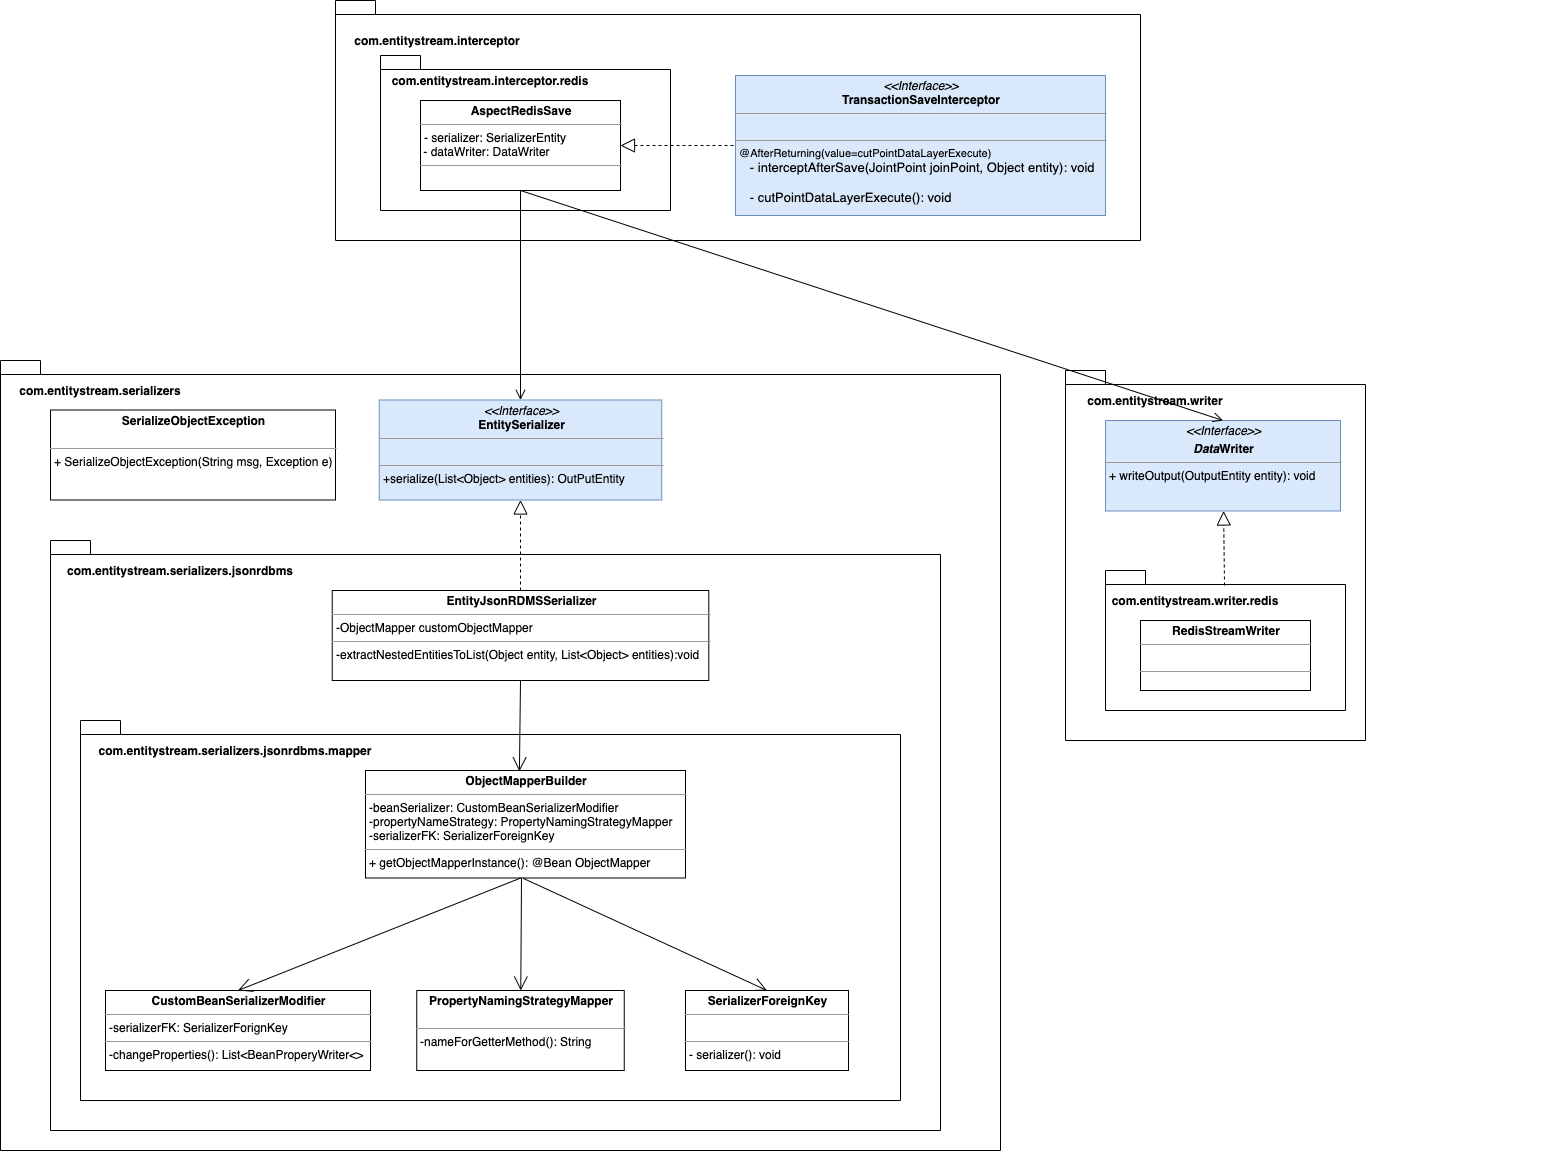 com.entitystream.interceptor
com.entitystream.interceptor.redis
AspectRedisSave
- serializer: SerializerEntity
- dataWriter: DataWriter
<<Interface>>
TransactionSaveInterceptor
@AfterReturning(value=cutPointDataLayerExecute)
- interceptAfterSave(JointPoint joinPoint, Object entity): void
- cutPointDataLayerExecute(): void
com.entitystream.serializers
SerializeObjectException
+ SerializeObjectException(String msg, Exception e)
<<Interface>>
EntitySerializer
+serialize(List<Object> entities): OutPutEntity
com.entitystream.writer
<<Interface>>
DataWriter
+ writeOutput(OutputEntity entity): void
com.entitystream.writer.redis
RedisStreamWriter
com.entitystream.serializers.jsonrdbms
EntityJsonRDMSSerializer
-ObjectMapper customObjectMapper
-extractNestedEntitiesToList(Object entity, List<Object> entities):void
com.entitystream.serializers.jsonrdbms.mapper
ObjectMapperBuilder
-beanSerializer: CustomBeanSerializerModifier
-propertyNameStrategy: PropertyNamingStrategyMapper
-serializerFK: SerializerForeignKey
+ getObjectMapperInstance(): @Bean ObjectMapper
CustomBeanSerializerModifier
-serializerFK: SerializerForignKey
-changeProperties(): List<BeanProperyWriter<>
PropertyNamingStrategyMapper
-nameForGetterMethod(): String
SerializerForeignKey
- serializer(): void